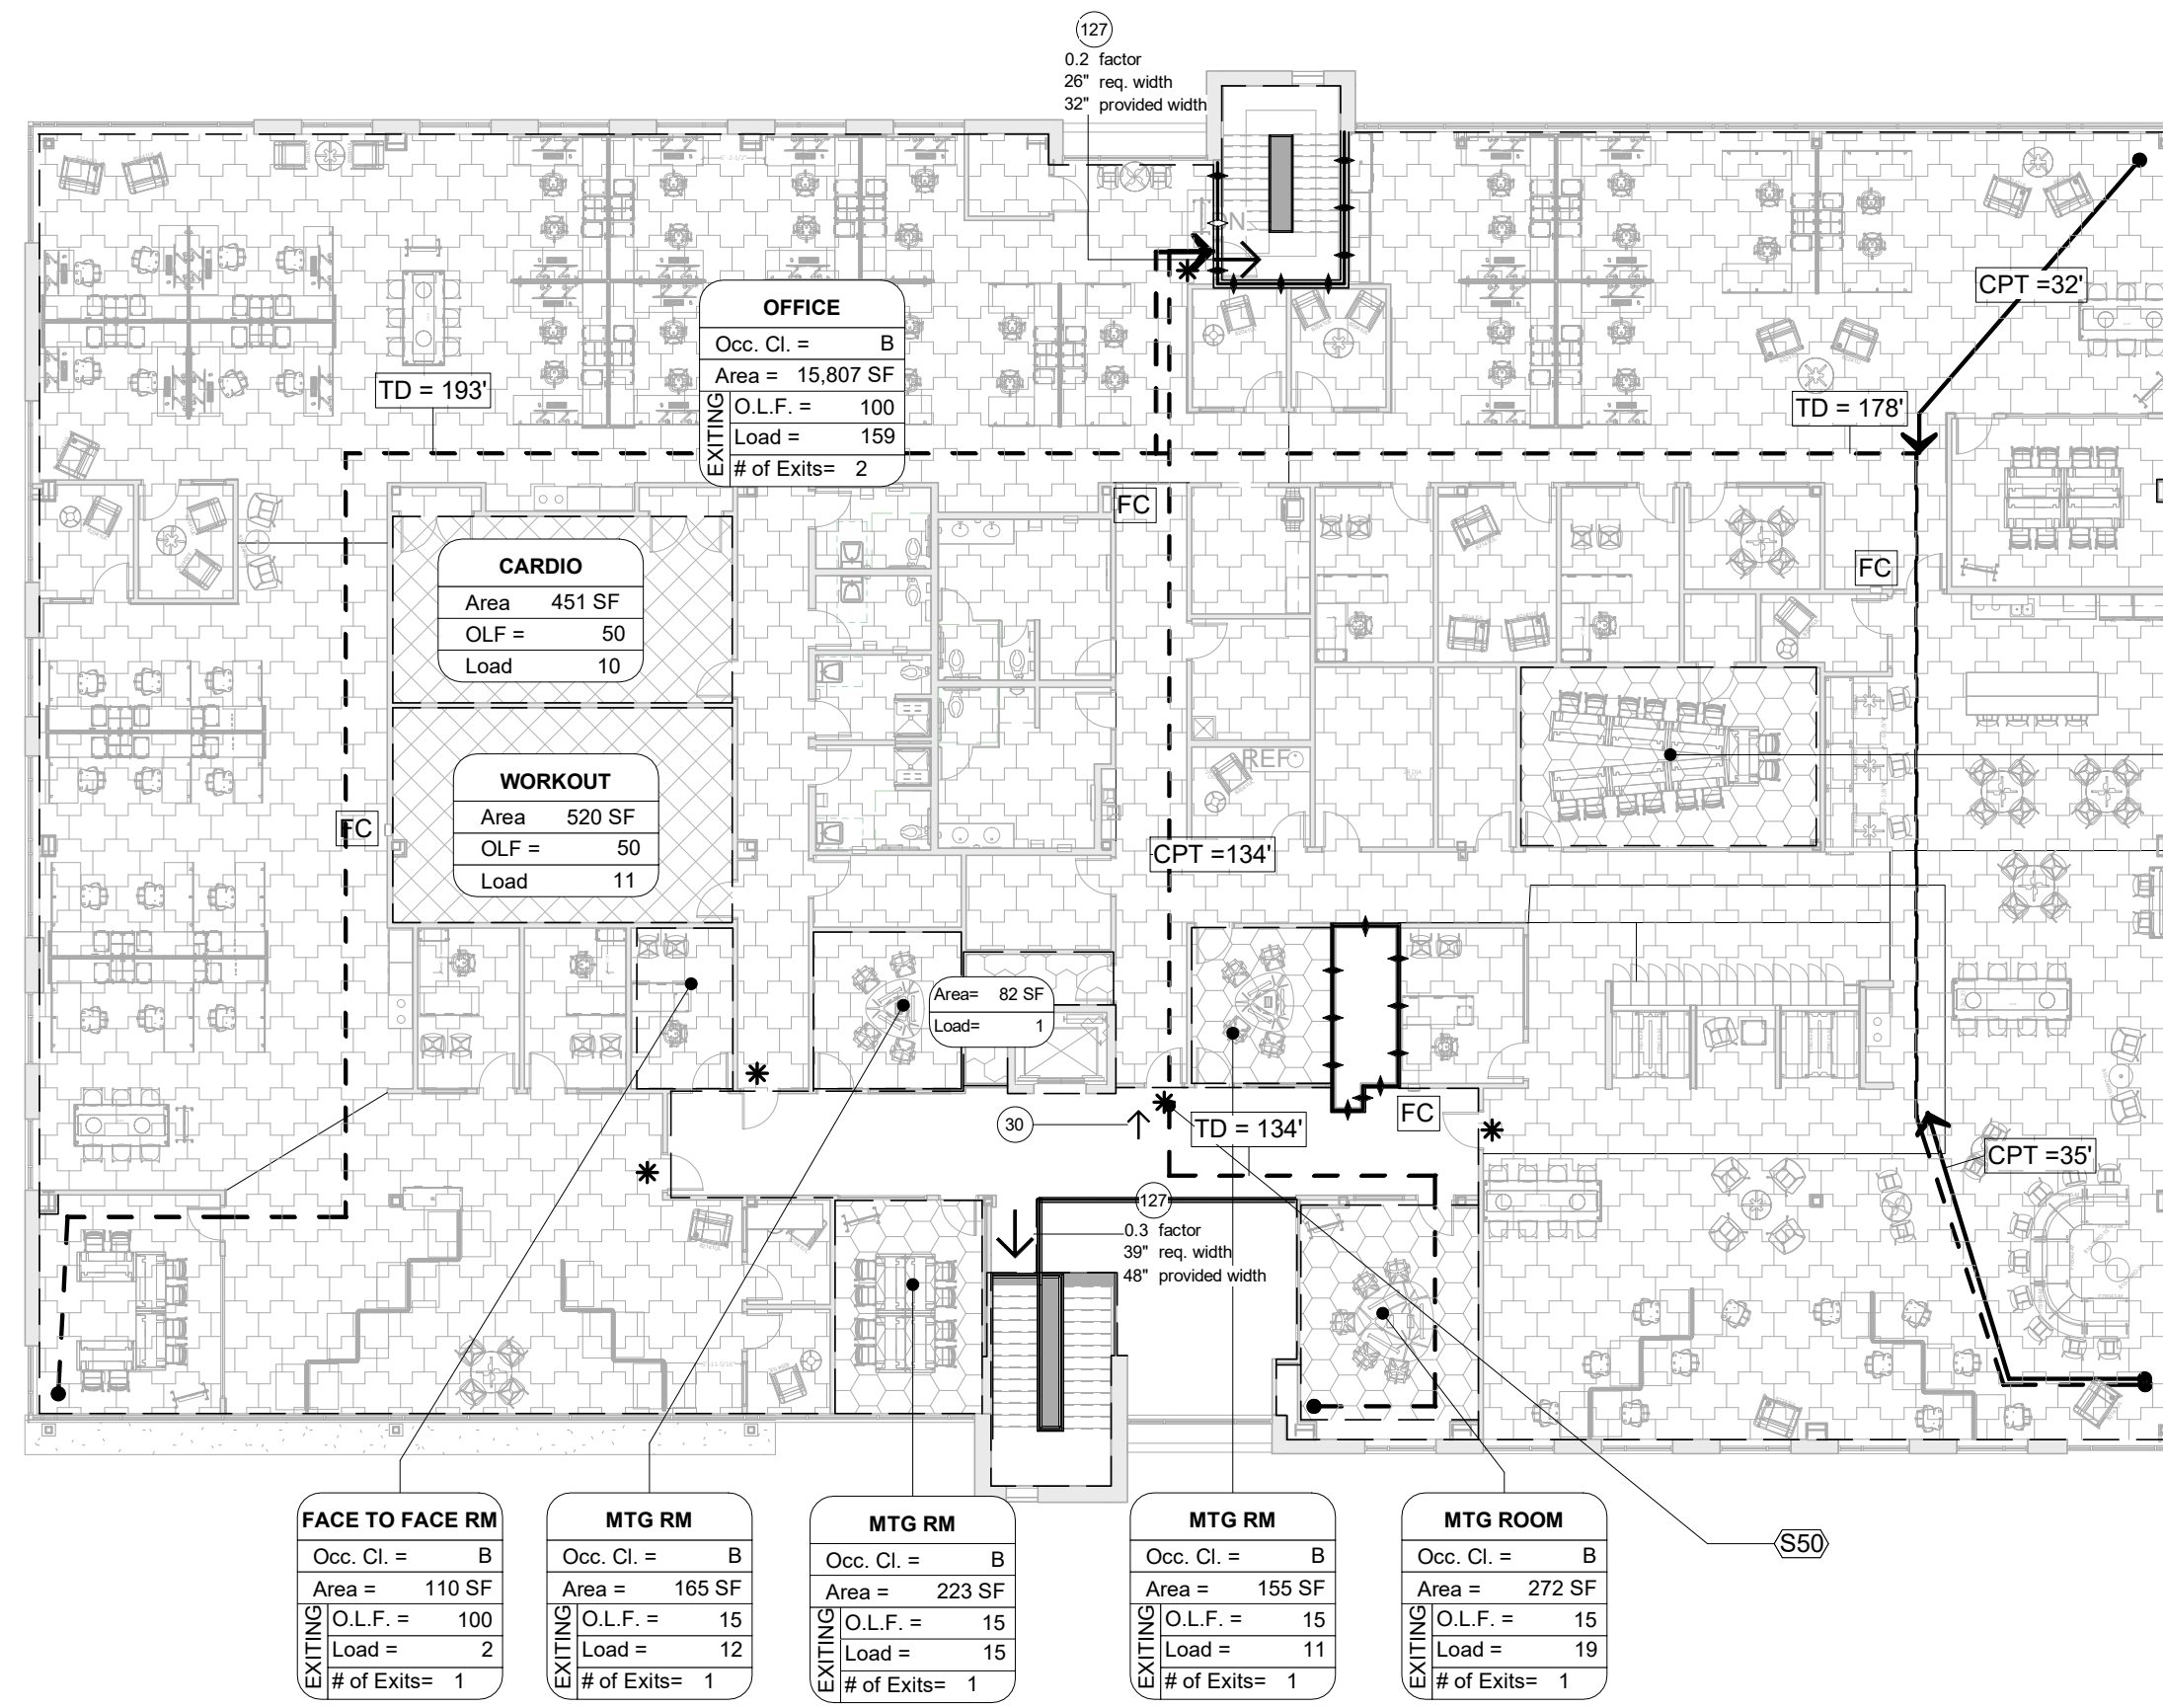 127
0.2 factor
26" req. width
32" provided width
DN
CPT =32'
OFFICE
Occ. Cl. = B
Area = 15,807 SF
EXITING
O.L.F. = 100
Load = 159
# of Exits= 2
TD = 193'
TD = 178'
FC
FC
CARDIO
Area 451 SF
OLF = 50
Load 10
WORKOUT
Area 520 SF
OLF = 50
Load 11
REF
FC
CPT =134'
Area= 82 SF
Load= 1
30
TD = 134'
FC
CPT =35'
127
0.3 factor
39" req. width
48" provided width
FACE TO FACE RM
Occ. Cl. = B
Area = 110 SF
EXITING
O.L.F. = 100
Load = 2
# of Exits= 1
MTG RM
Occ. Cl. = B
Area = 165 SF
EXITING
O.L.F. = 15
Load = 12
# of Exits= 1
MTG RM
Occ. Cl. = B
Area = 223 SF
EXITING
O.L.F. = 15
Load = 15
# of Exits= 1
MTG RM
Occ. Cl. = B
Area = 155 SF
EXITING
O.L.F. = 15
Load = 11
# of Exits= 1
MTG ROOM
Occ. Cl. = B
Area = 272 SF
EXITING
O.L.F. = 15
Load = 19
# of Exits= 1
S50